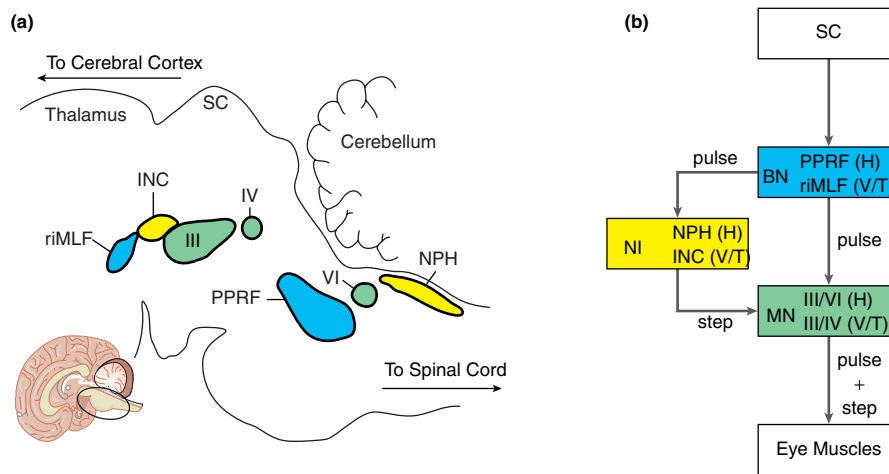 (a)
To Cerebral Cortex
Thalamus
SC
Cerebellum
INC
IV
riMLF
III
NPH
VI
PPRF
To Spinal Cord
(b)
SC
pulse
BN PPRF (H)
riMLF (V/T
NI NPH (H)
INC (V/T)
pulse
step
MN III/VI (H)
III/IV (V/T)
pulse
+
step
Eye Muscles